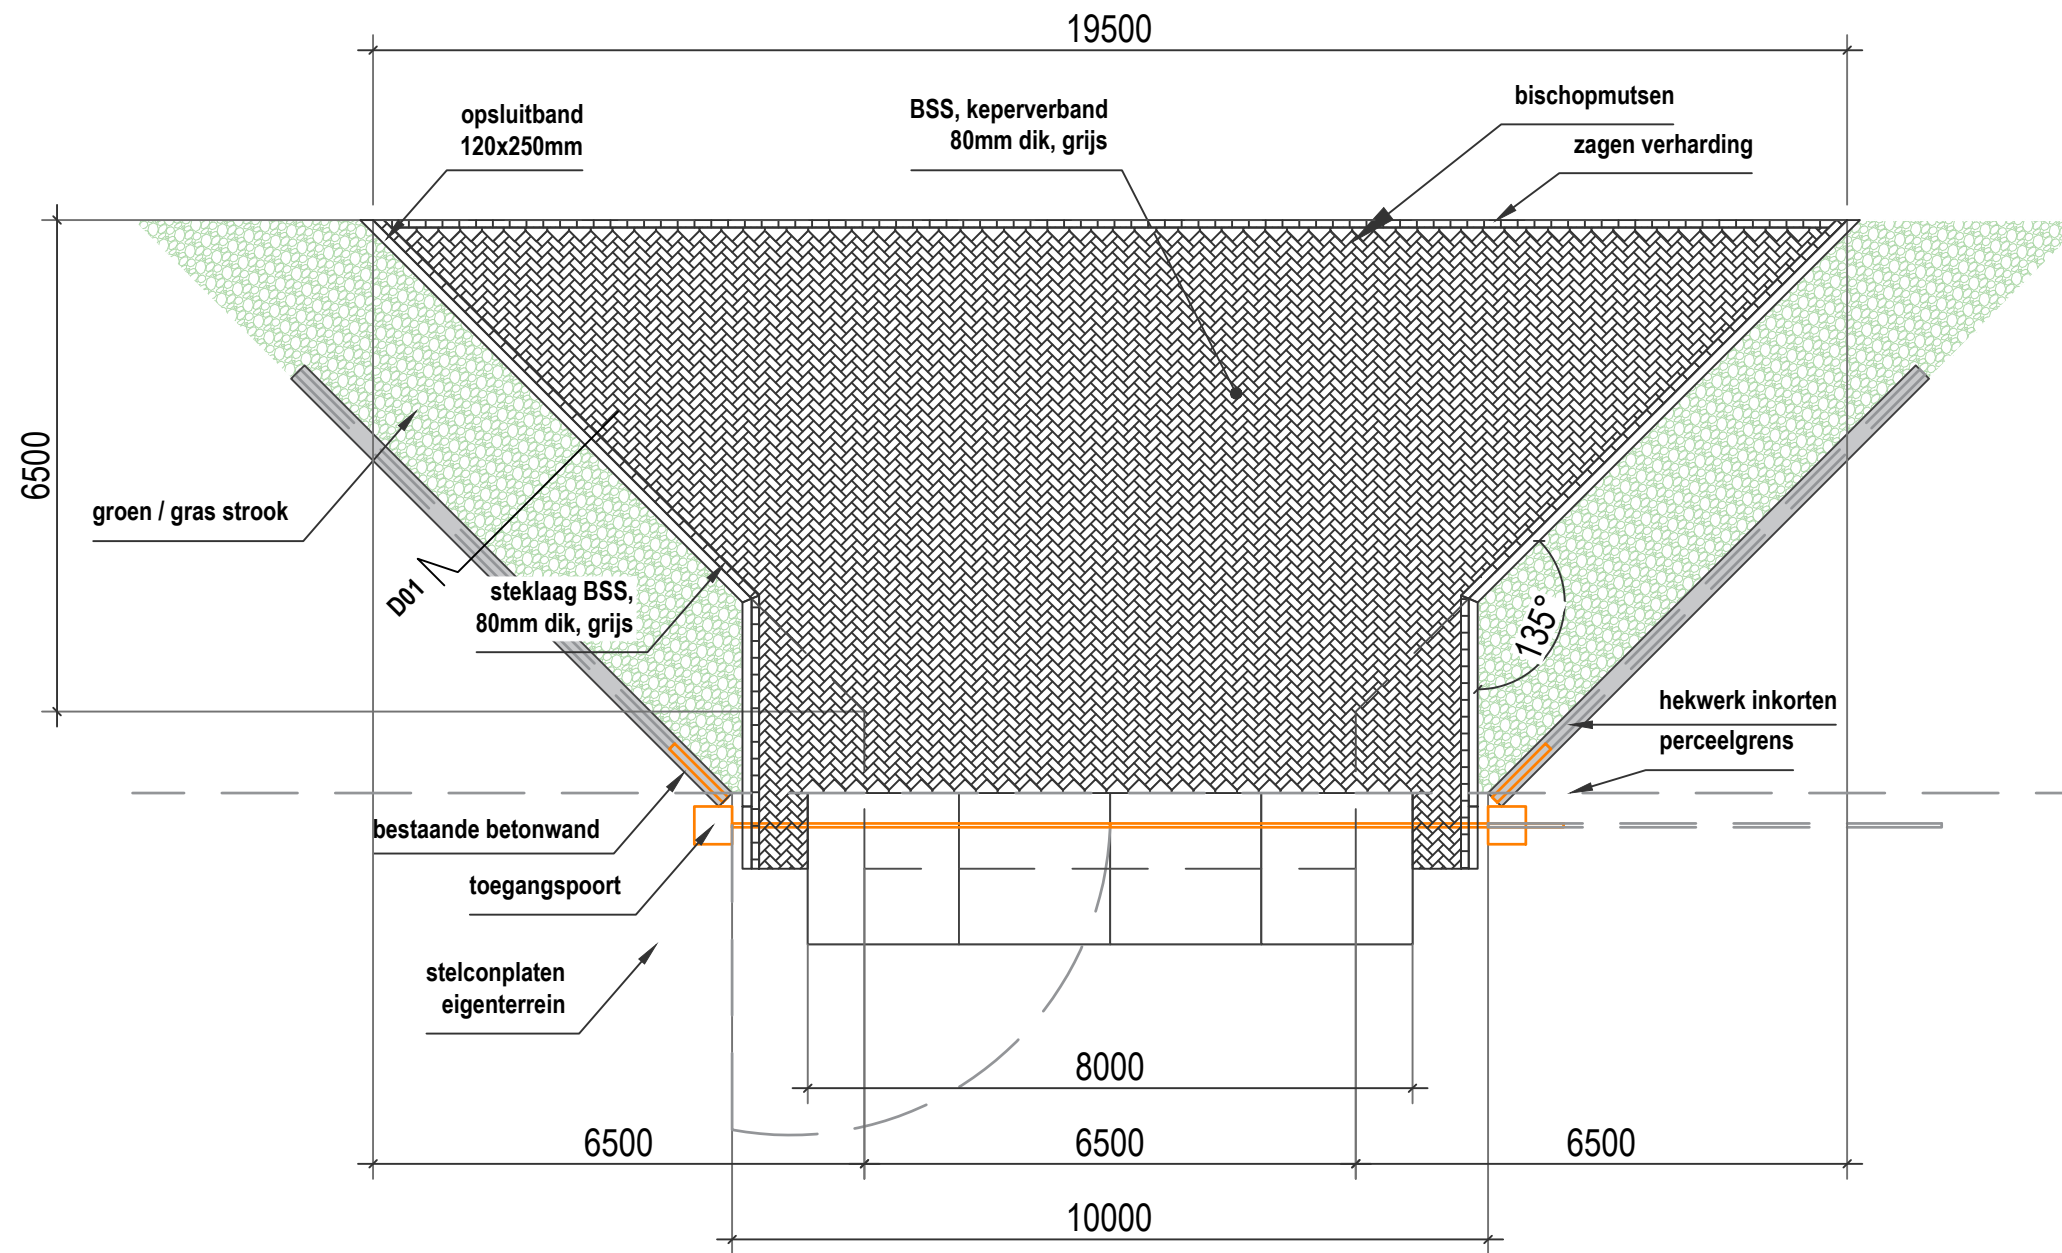 19500
opsluitband
120x250mm
BSS, keperverband
80mm dik, grijs
bischopmutsen
zagen verharding
6500
groen / gras strook
D01
steklaag BSS,
80mm dik, grijs
135°
hekwerk inkorten
perceelgrens
bestaande betonwand
toegangspoort
stelconplaten
eigenterrein
8000
6500
6500
6500
10000